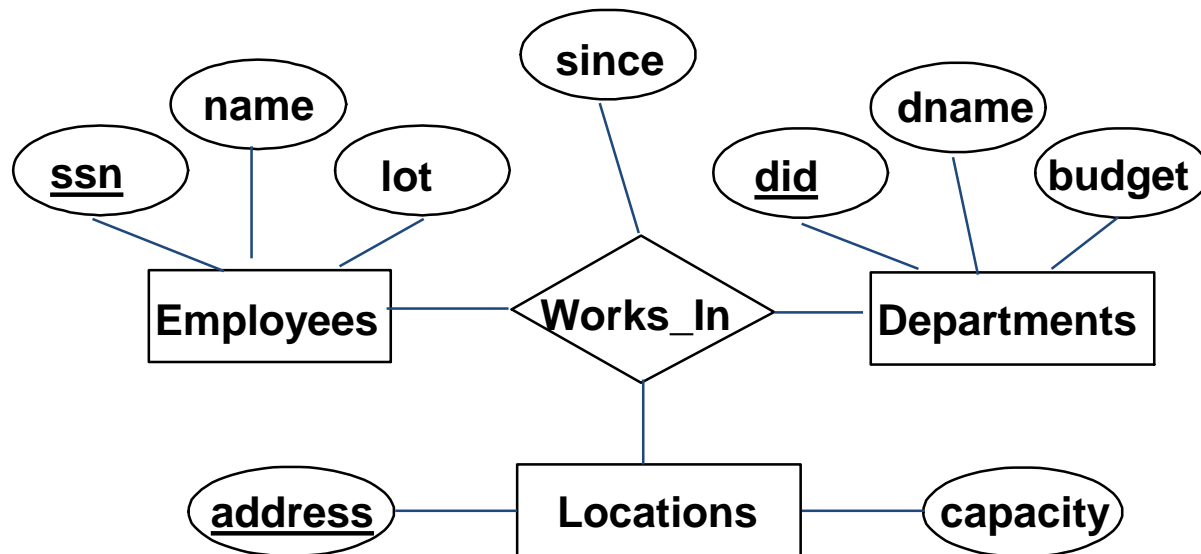 since
name
dname
ssn
lot
did
budget
Employees
Works_In
Departments
address
Locations
capacity